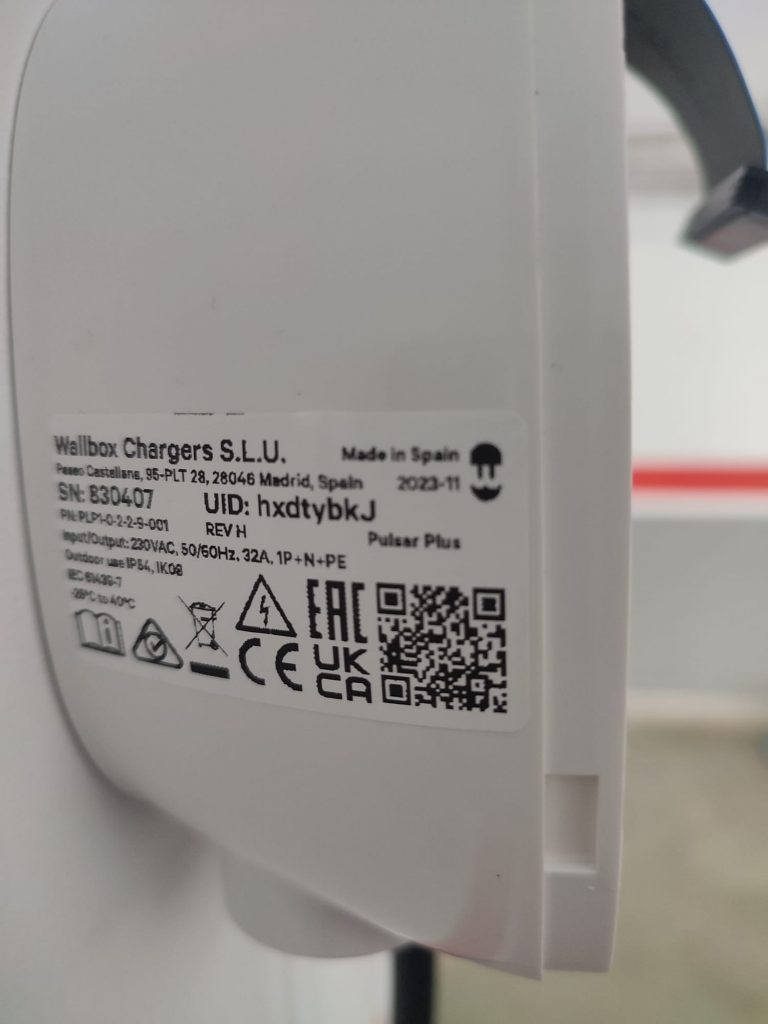 Wallbox Chargers S.L.U.
Made in Spain
Paseo Castellana, 95-PLT 28, 28046 Madrid, Spain
2023-11
SN: 830407
UID: hxdtybkJ
PN: PLP1-0-2-2-9-001
REV H
Pulsar Plus
Input/Output: 230VAC, 50/60Hz, 32A, 1P+N+PE
Outdoor use IP54, IK08
IEC 61439-7
-25ºC to 40ºC
EAC
CE
UK
CA